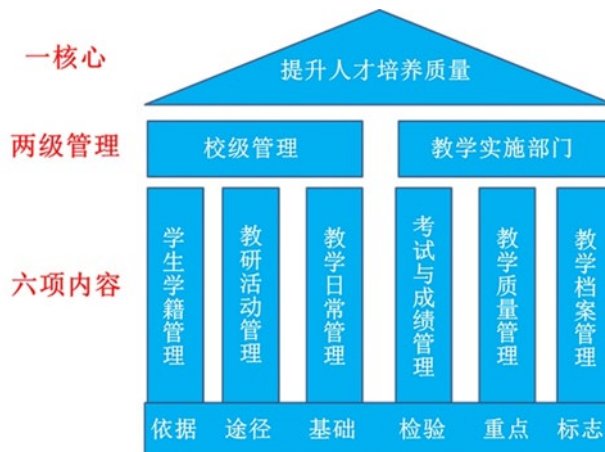 一核心
提升人才培养质量
两级管理
校级管理
教学实施部门
六项内容
学生学籍管理
教研活动管理
教学日常管理
考试与成绩管理
教学质量管理
教学档案管理
依据 途径 基础 检验 重点 标志